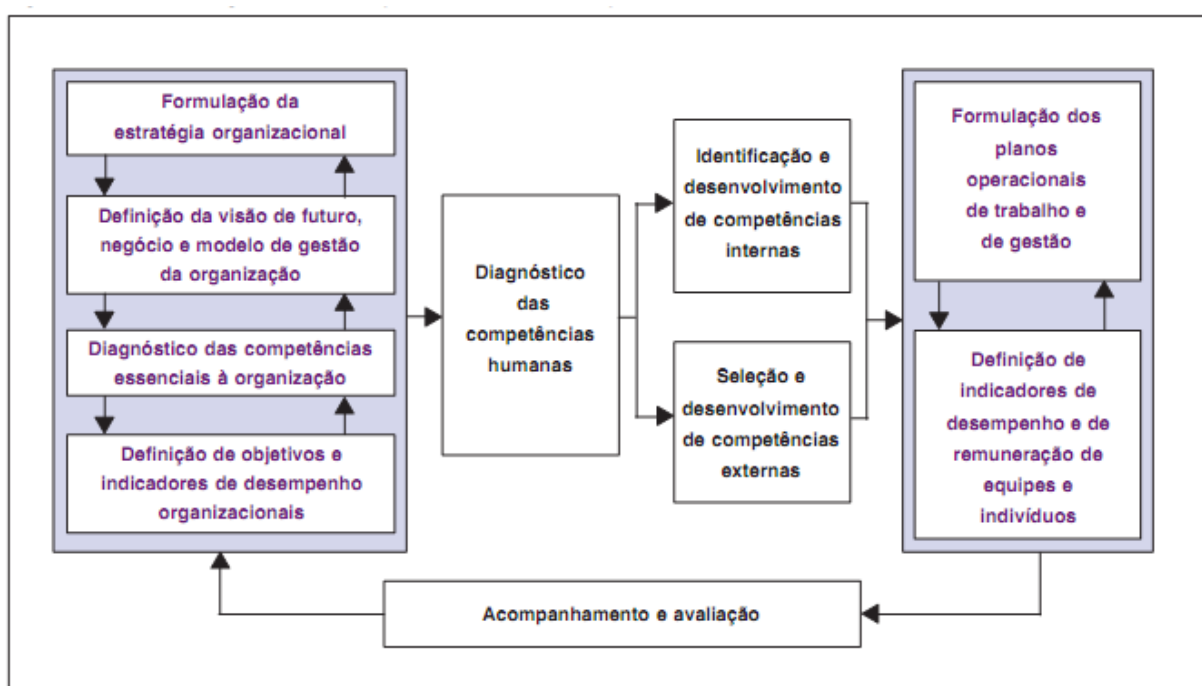 Formulação da
estratégia organizacional
Definição da visão de futuro,
negócio e modelo de gestão
da organização
Diagnóstico das competências
essenciais à organização
Definição de objetivos e
indicadores de desempenho
organizacionais
Diagnóstico
das
competências
humanas
Identificação e
desenvolvimento
de competências
internas
Seleção e
desenvolvimento
de competências
externas
Formulação dos
planos
operacionais
de trabalho e
de gestão
Definição de
indicadores de
desempenho e de
remuneração de
equipes e
indivíduos
Acompanhamento e avaliação